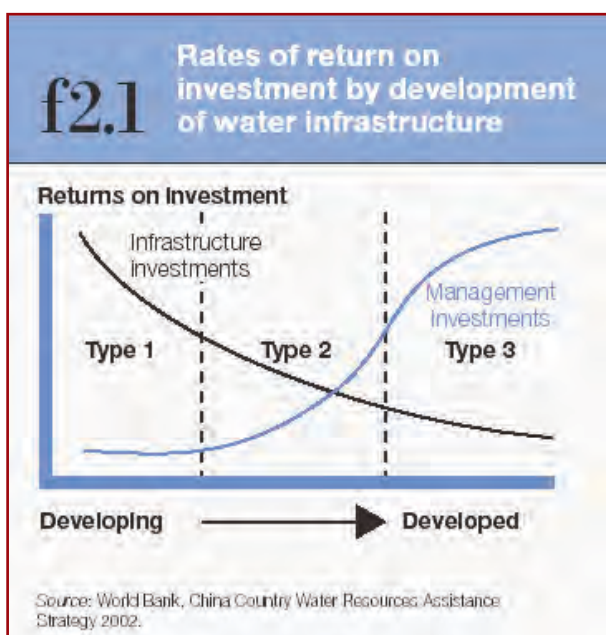 f2.1
Rates of return on
investment by development
of water infrastructure
Returns on Investment
Infrastructure
Investments
Management
Investments
Type 1
Type 2
Type 3
Developing
Developed
Source: World Bank, China Country Water Resources Assistance
Strategy 2002.